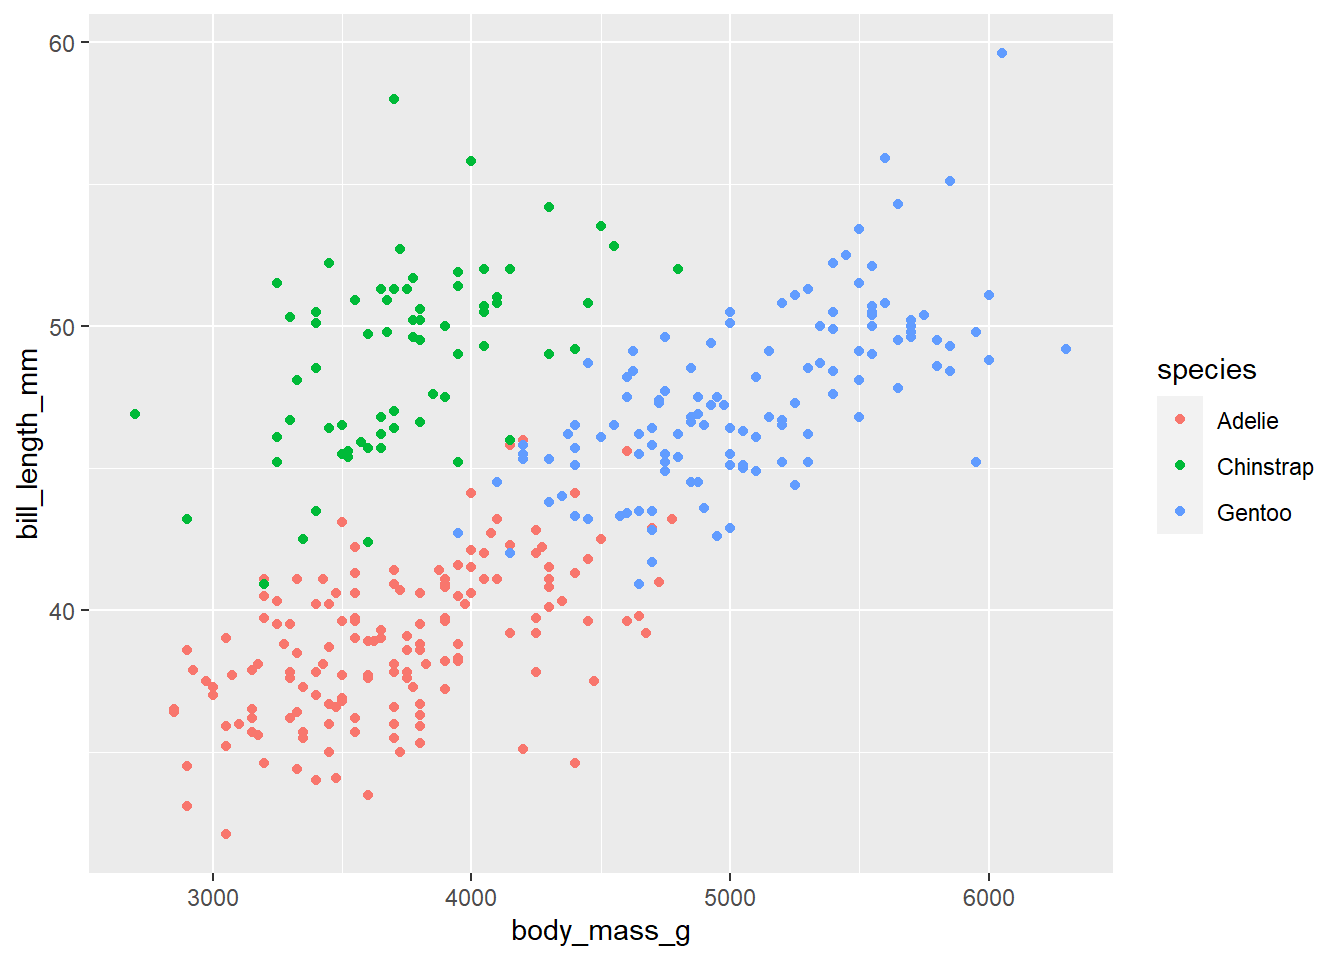 60
50
40
bill_length_mm
3000 4000 5000 6000
body_mass_g
species
Adelie
Chinstrap
Gentoo